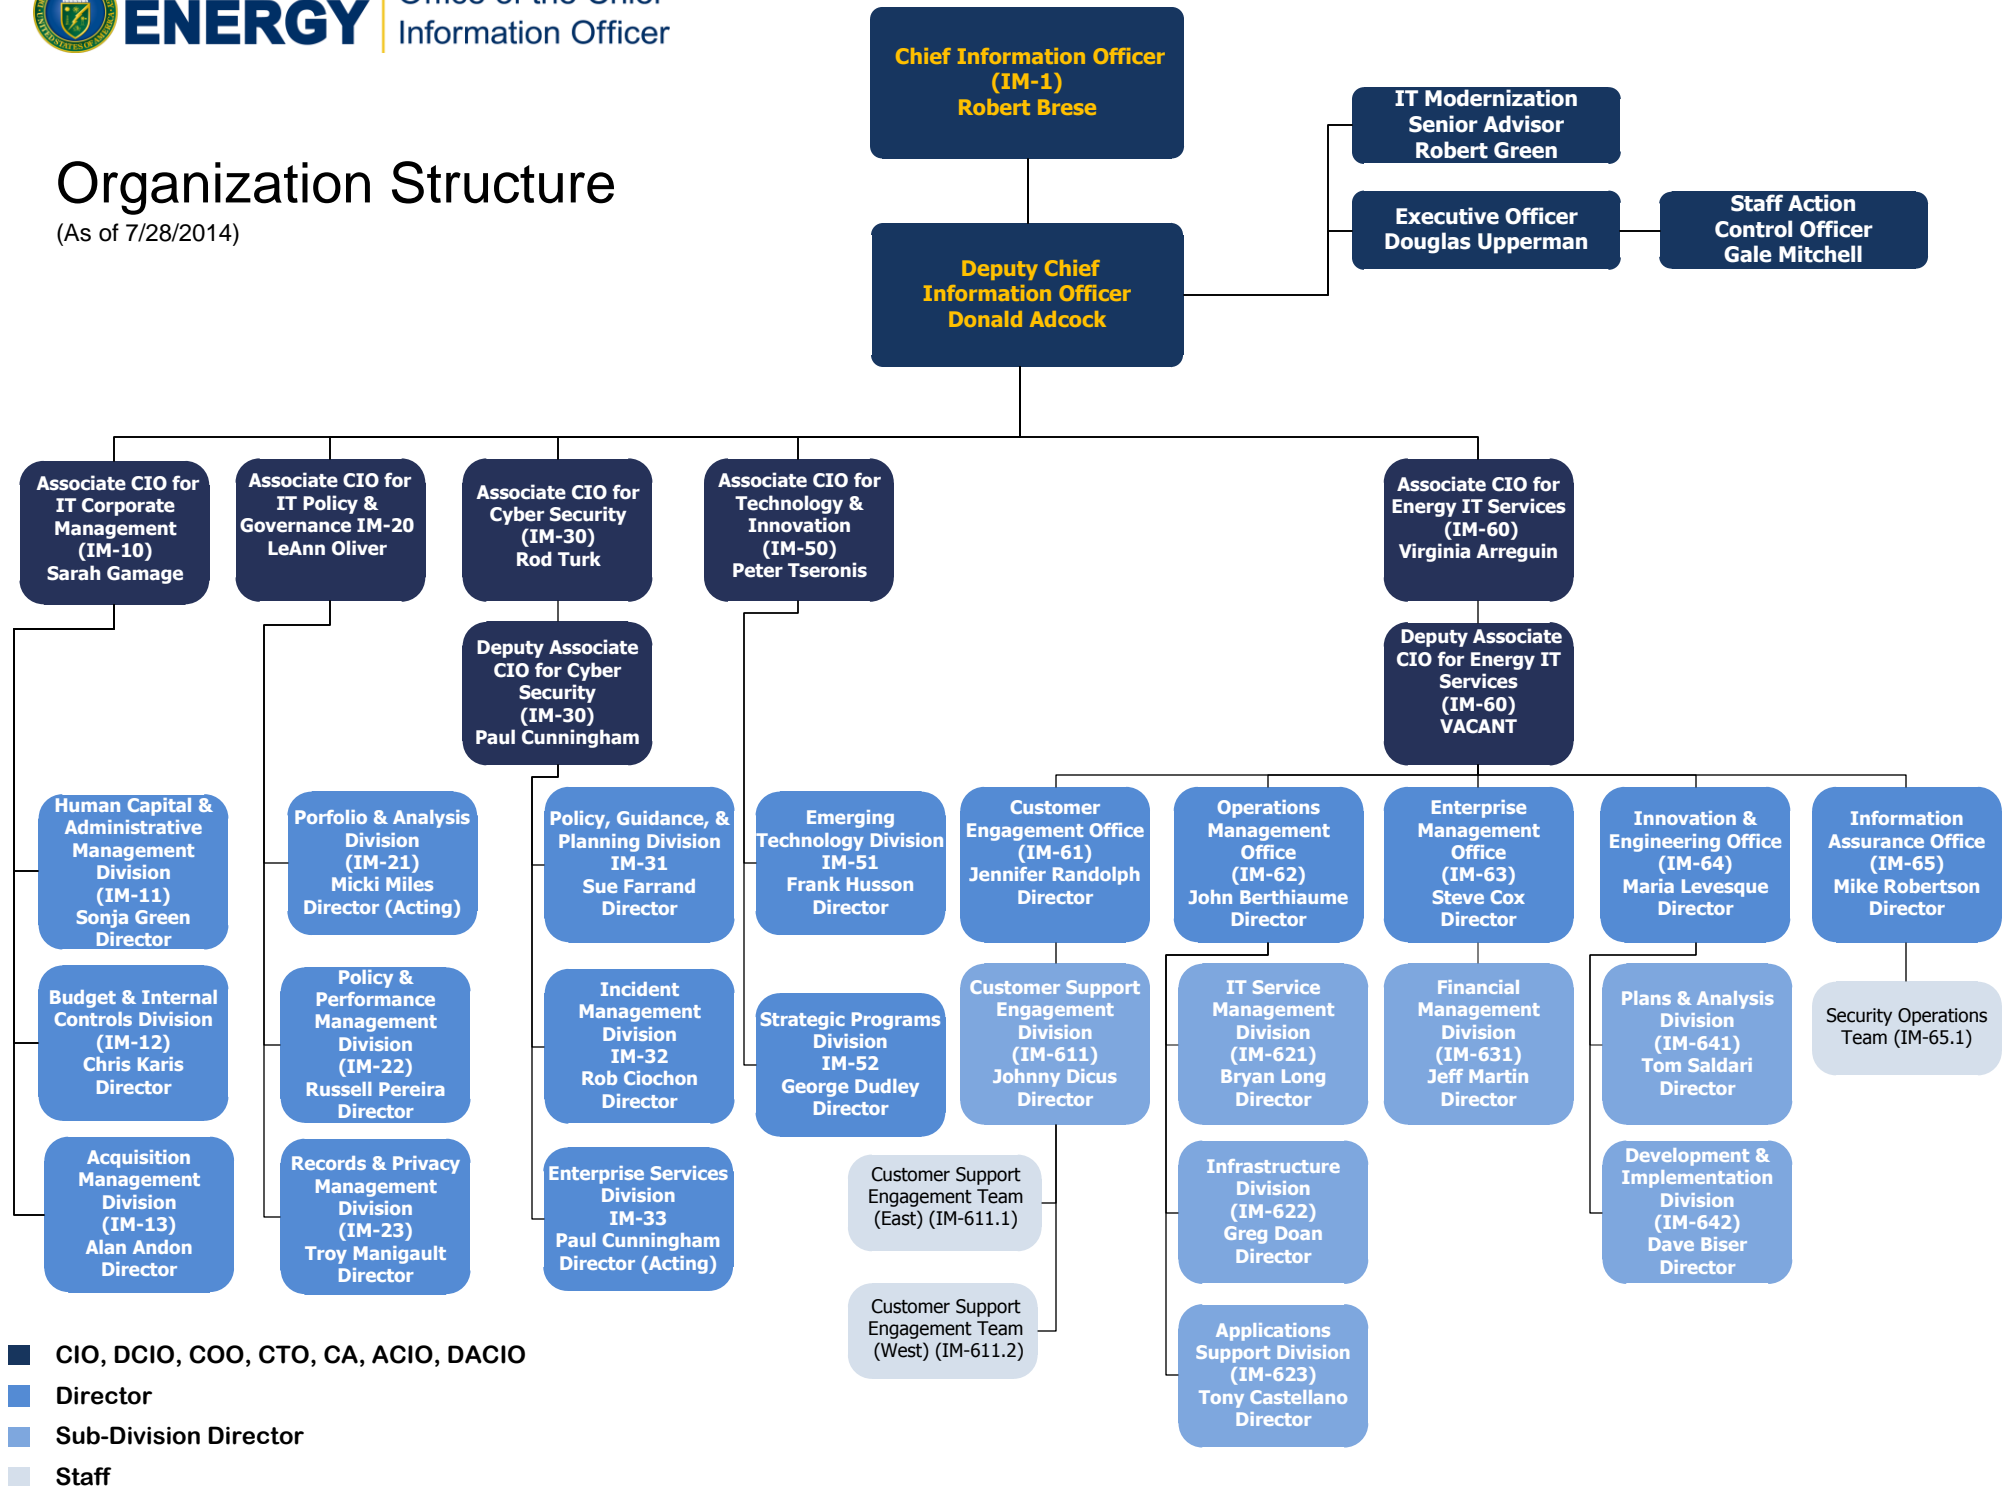 ENERGY
Office of the Chief
Information Officer
Organization Structure
(As of 7/28/2014)
Chief Information Officer
(IM-1)
Robert Brese
IT Modernization
Senior Advisor
Robert Green
Executive Officer
Douglas Upperman
Staff Action
Control Officer
Gale Mitchell
Deputy Chief
Information Officer
Donald Adcock
Associate CIO for
IT Corporate
Management
(IM-10)
Sarah Gamage
Associate CIO for
IT Policy &
Governance IM-20
LeAnn Oliver
Associate CIO for
Cyber Security
(IM-30)
Rod Turk
Associate CIO for
Technology &
Innovation
(IM-50)
Peter Tseronis
Associate CIO for
Energy IT Services
(IM-60)
Virginia Arreguin
Deputy Associate
CIO for Cyber
Security
(IM-30)
Paul Cunningham
Deputy Associate
CIO for Energy IT
Services
(IM-60)
VACANT
Human Capital &
Administrative
Management
Division
(IM-11)
Sonja Green
Director
Porfolio & Analysis
Division
(IM-21)
Micki Miles
Director (Acting)
Policy, Guidance, &
Planning Division
IM-31
Sue Farrand
Director
Emerging
Technology Division
IM-51
Frank Husson
Director
Customer
Engagement Office
(IM-61)
Jennifer Randolph
Director
Operations
Management
Office
(IM-62)
John Berthiaume
Director
Enterprise
Management
Office
(IM-63)
Steve Cox
Director
Innovation &
Engineering Office
(IM-64)
Maria Levesque
Director
Information
Assurance Office
(IM-65)
Mike Robertson
Director
Budget & Internal
Controls Division
(IM-12)
Chris Karis
Director
Policy &
Performance
Management
Division
(IM-22)
Russell Pereira
Director
Incident
Management
Division
IM-32
Rob Ciochon
Director
Strategic Programs
Division
IM-52
George Dudley
Director
Customer Support
Engagement
Division
(IM-611)
Johnny Dicus
Director
IT Service
Management
Division
(IM-621)
Bryan Long
Director
Financial
Management
Division
(IM-631)
Jeff Martin
Director
Plans & Analysis
Division
(IM-641)
Tom Saldari
Director
Security Operations
Team (IM-65.1)
Acquisition
Management
Division
(IM-13)
Alan Andon
Director
Records & Privacy
Management
Division
(IM-23)
Troy Manigault
Director
Enterprise Services
Division
IM-33
Paul Cunningham
Director (Acting)
Customer Support
Engagement Team
(East) (IM-611.1)
Infrastructure
Division
(IM-622)
Greg Doan
Director
Development &
Implementation
Division
(IM-642)
Dave Biser
Director
Customer Support
Engagement Team
(West) (IM-611.2)
Applications
Support Division
(IM-623)
Tony Castellano
Director
CIO, DCIO, COO, CTO, CA, ACIO, DACIO
Director
Sub-Division Director
Staff